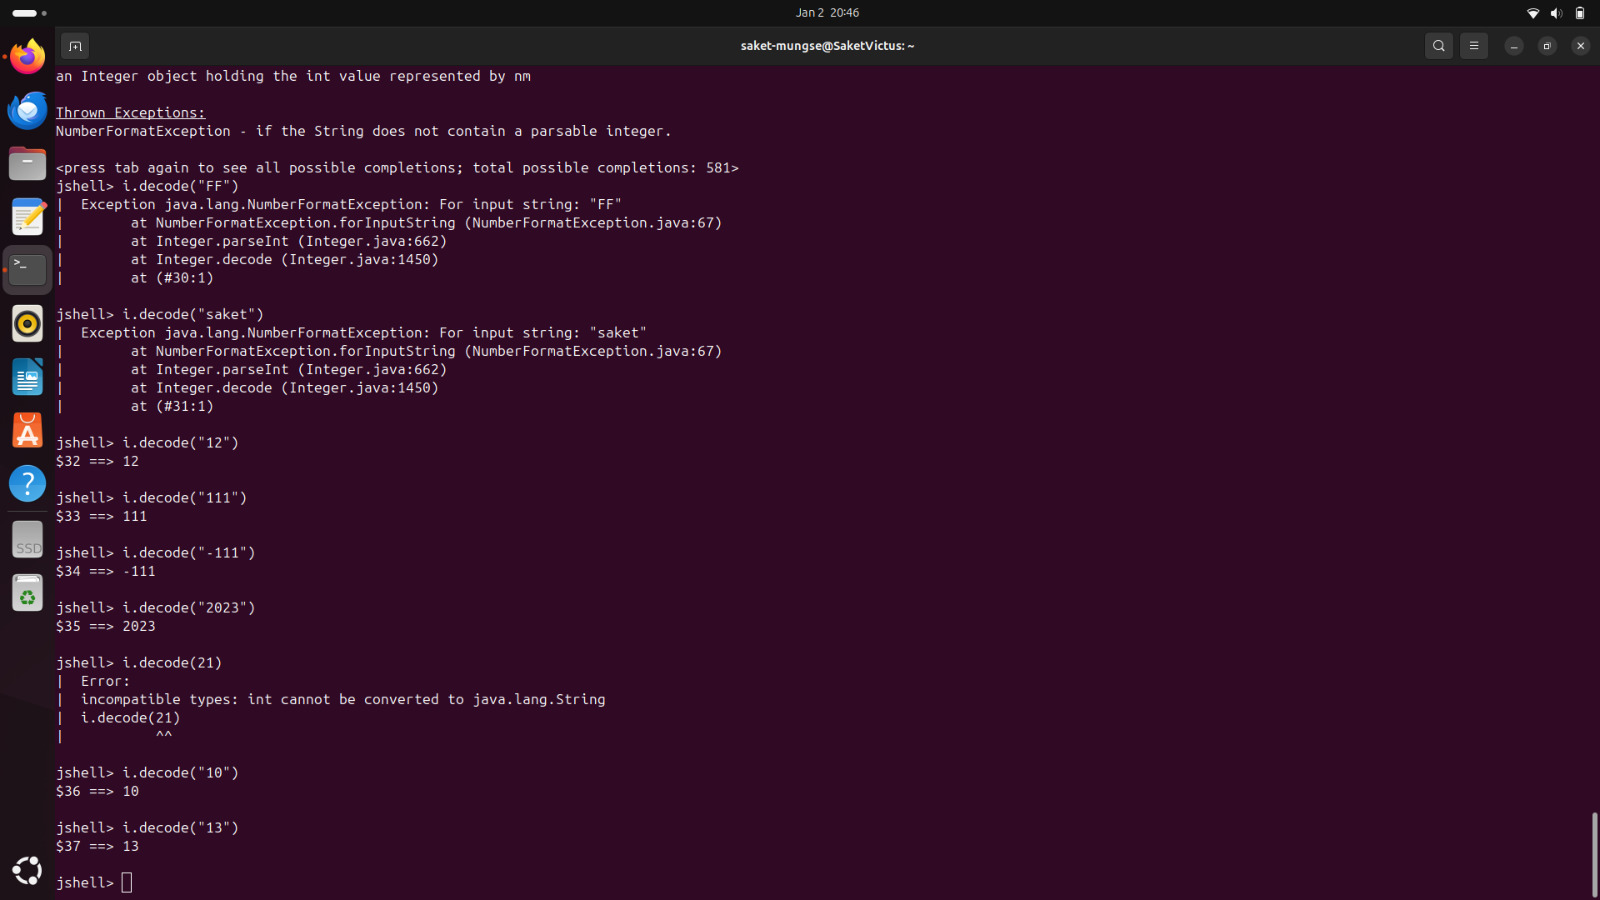 Jan 2 20:46
saket-mungse@SaketVictus: ~
an Integer object holding the int value represented by nm
Thrown Exceptions:
NumberFormatException - if the String does not contain a parsable integer.
<press tab again to see all possible completions; total possible completions: 581>
jshell> i.decode("FF")
|  Exception java.lang.NumberFormatException: For input string: "FF"
|        at NumberFormatException.forInputString (NumberFormatException.java:67)
|        at Integer.parseInt (Integer.java:662)
|        at Integer.decode (Integer.java:1450)
|        at (#30:1)
jshell> i.decode("saket")
|  Exception java.lang.NumberFormatException: For input string: "saket"
|        at NumberFormatException.forInputString (NumberFormatException.java:67)
|        at Integer.parseInt (Integer.java:662)
|        at Integer.decode (Integer.java:1450)
|        at (#31:1)
jshell> i.decode("12")
$32 ==> 12
jshell> i.decode("111")
$33 ==> 111
jshell> i.decode("-111")
$34 ==> -111
jshell> i.decode("2023")
$35 ==> 2023
jshell> i.decode(21)
|  Error:
|  incompatible types: int cannot be converted to java.lang.String
|  i.decode(21)
|           ^^
jshell> i.decode("10")
$36 ==> 10
jshell> i.decode("13")
$37 ==> 13
jshell>
>_
?
SSD